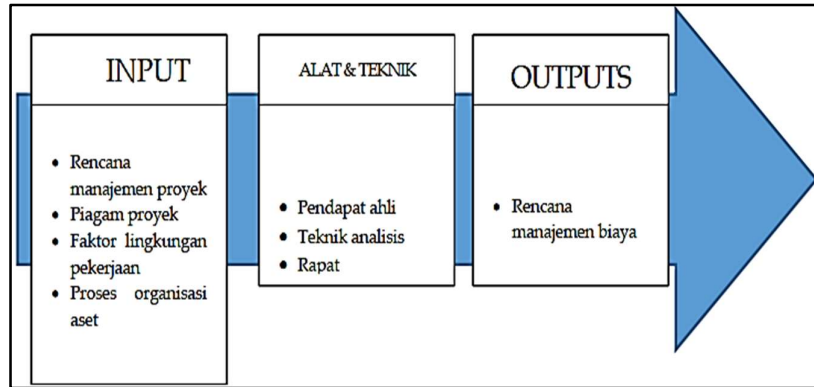 INPUT
• Rencana
manajemen proyek
• Piagam proyek
• Faktor lingkungan
pekerjaan
• Proses organisasi
aset
ALAT & TEKNIK
• Pendapat ahli
• Teknik analisis
• Rapat
OUTPUTS
• Rencana
manajemen biaya